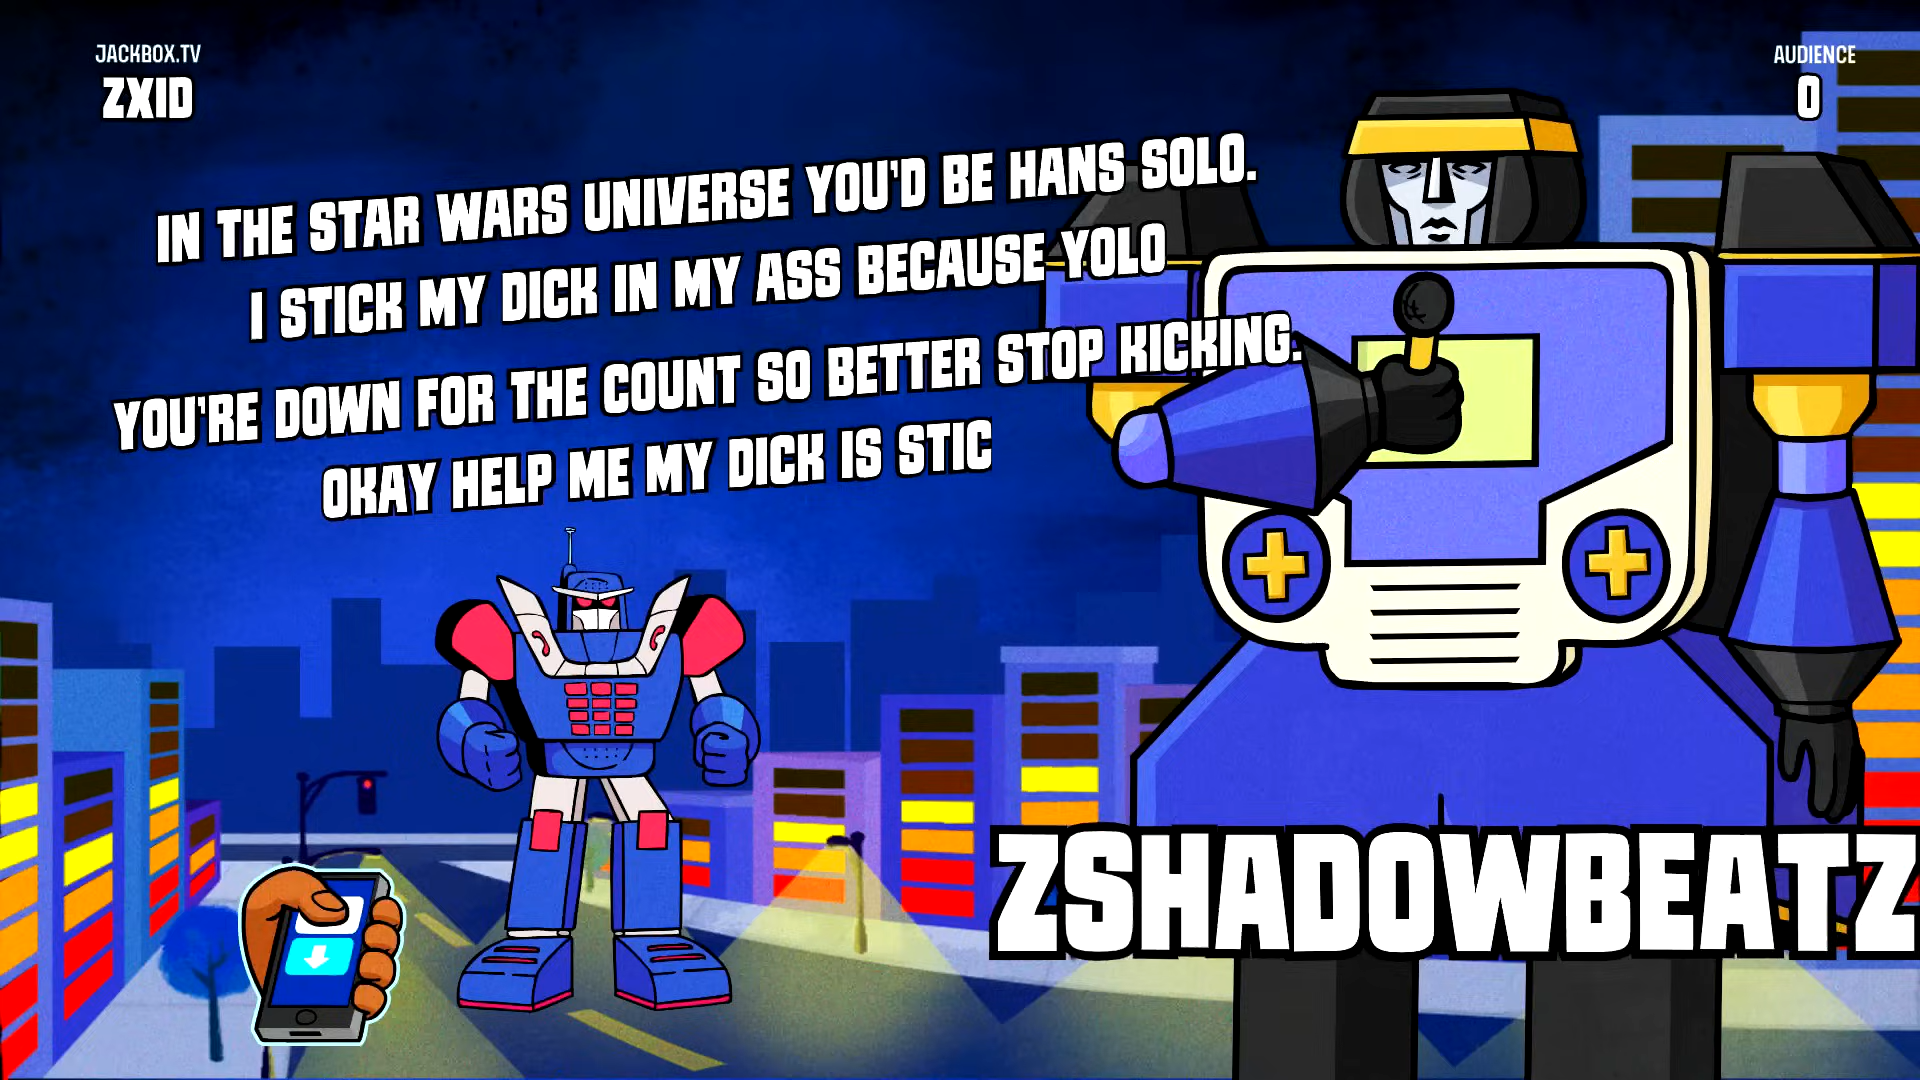 JACKBOX.TV
ZXID
AUDIENCE
0
IN THE STAR WARS UNIVERSE YOU'D BE HANS SOLO.
I STICK MY DICK IN MY ASS BECAUSE YOLO
YOU'RE DOWN FOR THE COUNT SO BETTER STOP KICKING.
OKAY HELP ME MY DICK IS STIC
ZSHADOWBEATZ